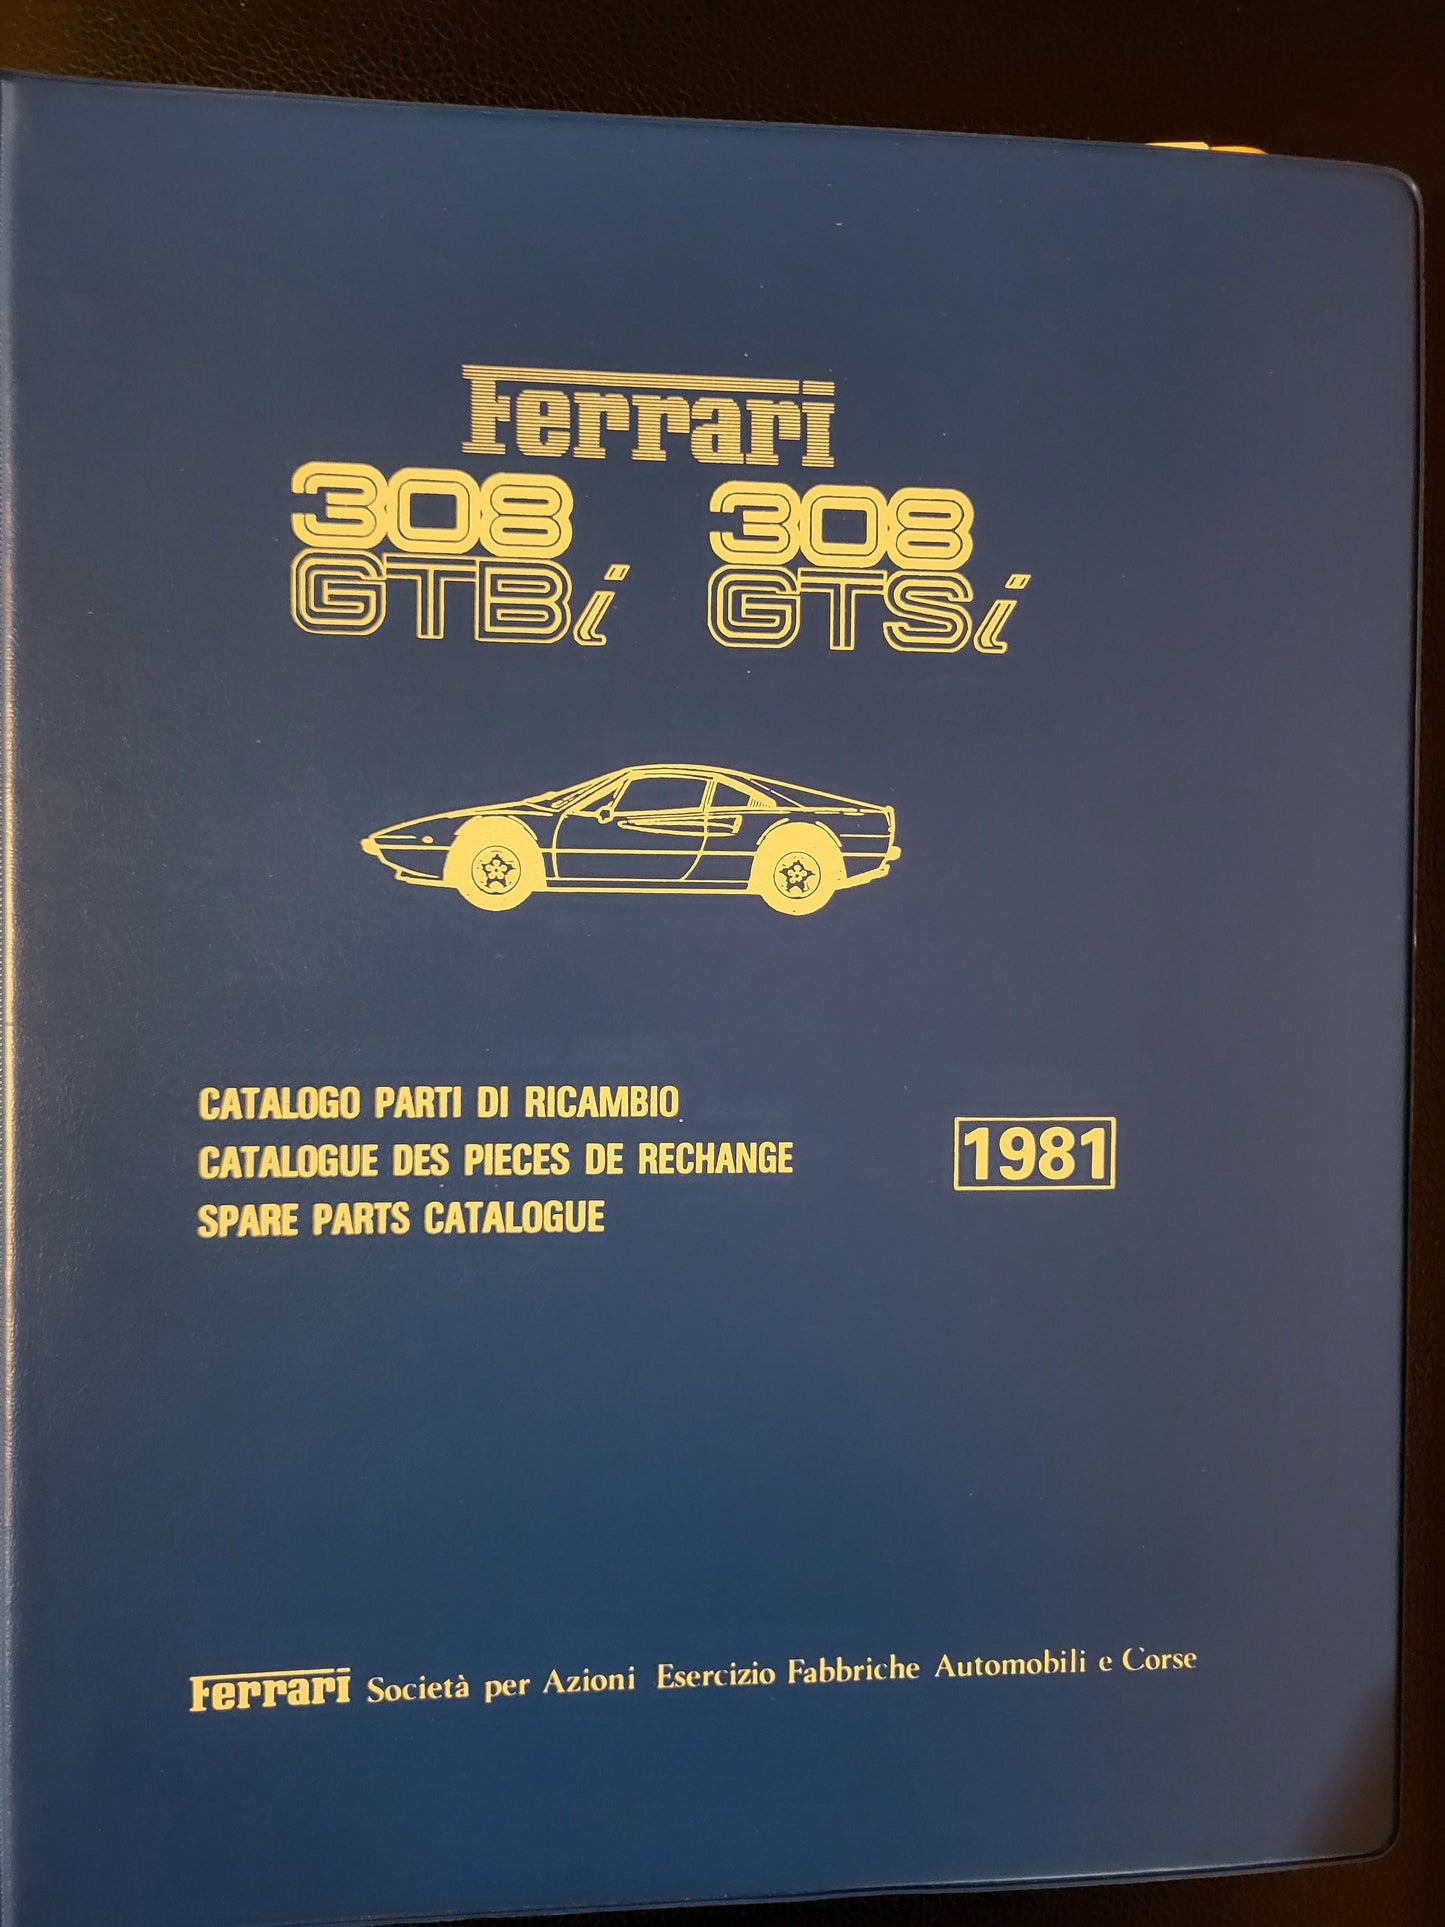 Ferrari
308 308
GTBi GTSi
CATALOGO PARTI DI RICAMBIO
CATALOGUE DES PIECES DE RECHANGE
SPARE PARTS CATALOGUE
1981
Ferrari Società per Azioni Esercizio Fabbriche Automobili e Corse